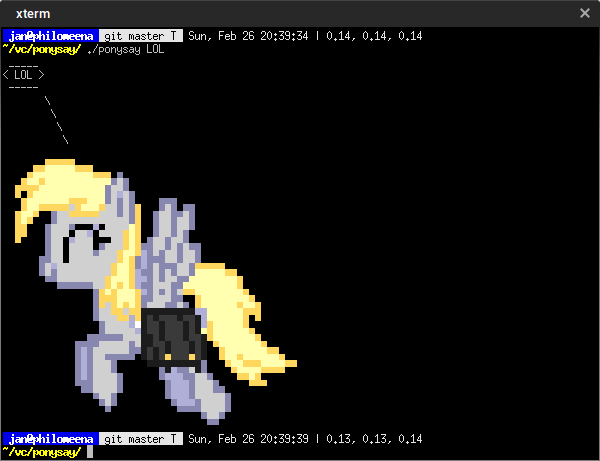 xterm
jan@philomeena git master T Sun, Feb 26 20:39:34 | 0.14, 0.14, 0.14
~/vc/ponysay/ ./ponysay LOL
_____
< LOL >
-----
\
\
\
\
jan@philomeena git master T Sun, Feb 26 20:39:39 | 0.13, 0.13, 0.14
~/vc/ponysay/